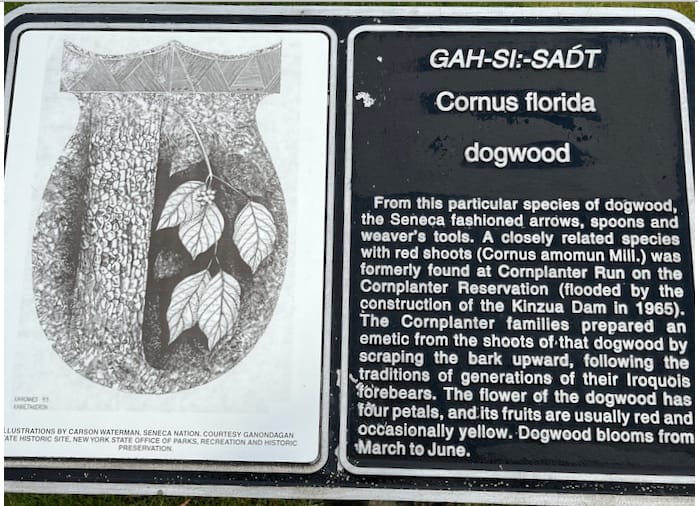 GAH-SI:-SAD́T
Cornus florida
dogwood
From this particular species of dogwood,
the Seneca fashioned arrows, spoons and
weaver's tools. A closely related species
with red shoots (Cornus amomun Mill.) was
formerly found at Cornplanter Run on the
Cornplanter Reservation (flooded by the
construction of the Kinzua Dam in 1965).
The Cornplanter families prepared an
emetic from the shoots of that dogwood by
scraping the bark upward, following the
traditions of generations of their Iroquois
forebears. The flower of the dogwood has
four petals, and its fruits are usually red and
occasionally yellow. Dogwood blooms from
March to June.
LLUSTRATIONS BY CARSON WATERMAN, SENECA NATION. COURTESY GANONDAGAN
ATE HISTORIC SITE, NEW YORK STATE OFFICE OF PARKS, RECREATION AND HISTORIC
PRESERVATION.